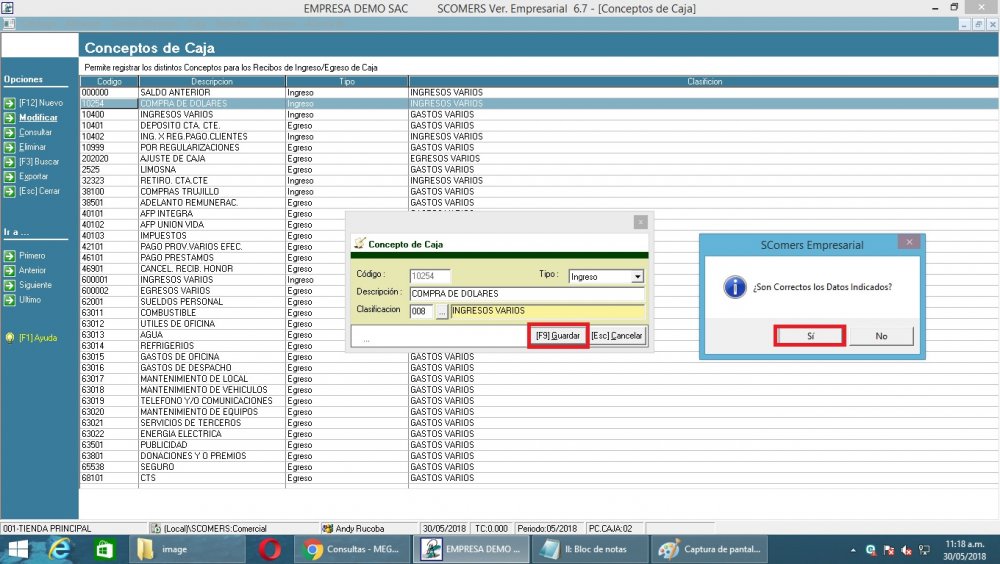 EMPRESA DEMO SAC SCOMERS Ver. Empresarial 6.7 - [Conceptos de Caja]
Conceptos de Caja
Permite registrar los distintos Conceptos para los Recibos de Ingreso/Egreso de Caja
Opciones
[F12] Nuevo
Modificar
Consultar
Eliminar
[F3] Buscar
Exportar
[Esc] Cerrar
Ir a ...
Primero
Anterior
Siguiente
Ultimo
[F1] Ayuda
Codigo Descripcion Tipo Clasificion
000000 SALDO ANTERIOR Ingreso INGRESOS VARIOS
10254 COMPRA DE DOLARES Ingreso INGRESOS VARIOS
10400 INGRESOS VARIOS Ingreso GASTOS VARIOS
10401 DEPOSITO CTA. CTE. Egreso GASTOS VARIOS
10402 ING. X REG.PAGO.CLIENTES Ingreso INGRESOS VARIOS
10999 POR REGULARIZACIONES Egreso GASTOS VARIOS
202020 AJUSTE DE CAJA Egreso EGRESOS VARIOS
2525 LIMOSNA Egreso GASTOS VARIOS
32323 RETIRO. CTA.CTE Ingreso INGRESOS VARIOS
38100 COMPRAS TRUJILLO Egreso GASTOS VARIOS
38501 ADELANTO REMUNERAC. Egreso GASTOS VARIOS
40101 AFP INTEGRA Egreso
40102 AFP UNION VIDA Egreso
40103 IMPUESTOS Egreso
42101 PAGO PROV.VARIOS EFEC. Egreso
46101 PAGO PRESTAMOS Egreso
46901 CANCEL. RECIB. HONOR Egreso
600001 INGRESOS VARIOS Ingreso
600002 EGRESOS VARIOS Egreso
62001 SUELDOS PERSONAL Egreso
63011 COMBUSTIBLE Egreso
63012 UTILES DE OFICINA Egreso
63013 AGUA Egreso
63014 REFRIGERIOS Egreso
63015 GASTOS DE OFICINA Egreso GASTOS VARIOS
63016 GASTOS DE DESPACHO Egreso GASTOS VARIOS
63017 MANTENIMIENTO DE LOCAL Egreso GASTOS VARIOS
63018 MANTENIMIENTO DE VEHICULOS Egreso GASTOS VARIOS
63019 TELEFONO Y/O COMUNICACIONES Egreso GASTOS VARIOS
63020 MANTENIMIENTO DE EQUIPOS Egreso GASTOS VARIOS
63021 SERVICIOS DE TERCEROS Egreso GASTOS VARIOS
63022 ENERGIA ELECTRICA Egreso GASTOS VARIOS
63501 PUBLICIDAD Egreso GASTOS VARIOS
63801 DONACIONES Y O PREMIOS Egreso GASTOS VARIOS
65538 SEGURO Egreso GASTOS VARIOS
68101 CTS Egreso GASTOS VARIOS
Concepto de Caja
Código : 10254 Tipo : Ingreso
Descripción : COMPRA DE DOLARES
Clasificacion 008 ... INGRESOS VARIOS
... [F9] Guardar [Esc] Cancelar
SComers Empresarial
¿Son Correctos los Datos Indicados?
Sí No
001-TIENDA PRINCIPAL (Local)\SCOMERS:Comercial Andy Rucoba 30/05/2018 TC:0.000 Periodo:05/2018 PC.CAJA:02
image Consultas - MEG... EMPRESA DEMO ... II: Bloc de notas Captura de pantal...
11:18 a.m.
30/05/2018